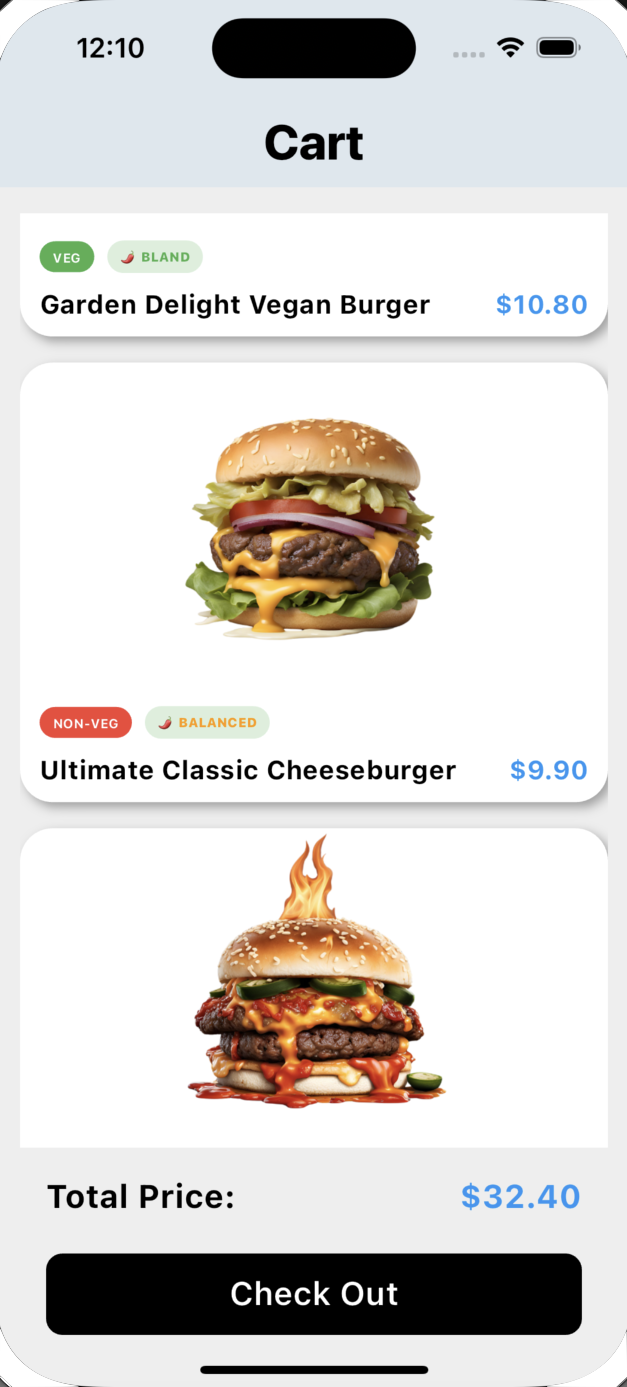 12:10
Cart
VEG 🌶️ BLAND
Garden Delight Vegan Burger $10.80
NON-VEG 🌶️ BALANCED
Ultimate Classic Cheeseburger $9.90
Total Price: $32.40
Check Out